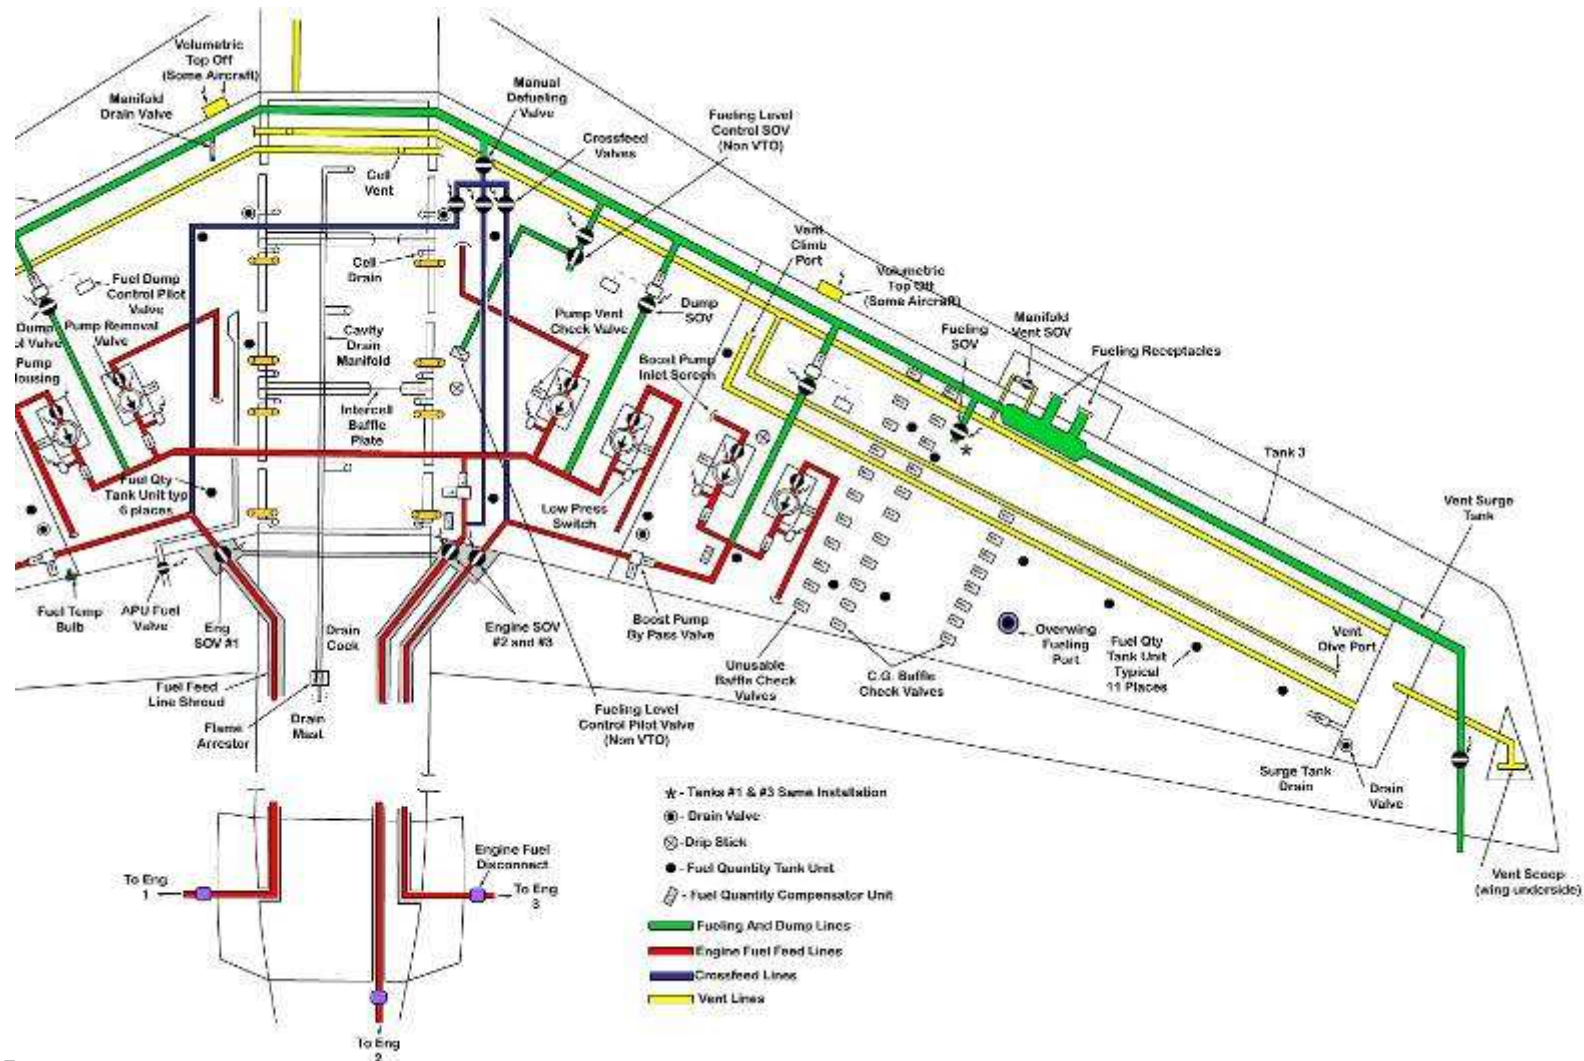 Volumetric
Top Off
(Some Aircraft)
Manifold
Drain Valve
Manual
Defueling
Valve
Fueling Level
Control SOV
(Non VTO)
Crossfeed
Valves
Cell
Vent
Vent
Climb
Port
Volumetric
Top Off
(Some Aircraft)
Cell
Drain
Fuel Dump
Control Pilot
Valve
Dump
ol Valve
Pump Removal
Valve
Pump
ousing
Cavity
Drain
Manifold
Pump Vent
Check Valve
Dump
SOV
Fueling
SOV
Manifold
Vent SOV
Fueling Receptacles
Boost Pump
Inlet Screen
Intercell
Baffle
Plate
Tank 3
Fuel Qty
Tank Unit typ
6 places
Low Press
Switch
Vent Surge
Tank
Fuel Temp
Bulb
APU Fuel
Valve
Eng
SOV #1
Drain
Cock
Engine SOV
#2 and #3
Boost Pump
By Pass Valve
Overwing
Fueling
Port
Fuel Qty
Tank Unit
Typical
11 Places
Vent
Dive Port
Unusable
Baffle Check
Valves
C.G. Baffle
Check Valves
Fuel Feed
Line Shroud
Flame
Arrestor
Drain
Mast
Fueling Level
Control Pilot Valve
(Non VTO)
Surge Tank
Drain
Drain
Valve
Vent Scoop
(wing underside)
* - Tanks #1 & #3 Same Installation
- Drain Valve
- Drip Stick
- Fuel Quantity Tank Unit
- Fuel Quantity Compensator Unit
Fueling And Dump Lines
Engine Fuel Feed Lines
Crossfeed Lines
Vent Lines
Engine Fuel
Disconnect
To Eng
1
To Eng
3
To Eng
2